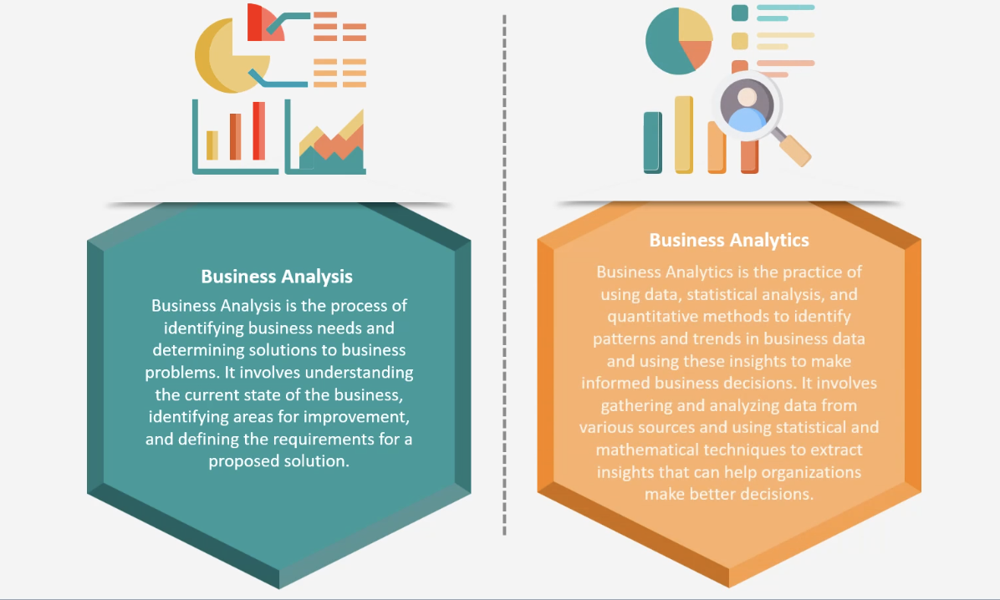 Business Analysis
Business Analysis is the process of
identifying business needs and
determining solutions to business
problems. It involves understanding
the current state of the business,
identifying areas for improvement,
and defining the requirements for a
proposed solution.
Business Analytics
Business Analytics is the practice of
using data, statistical analysis, and
quantitative methods to identify
patterns and trends in business data
and using these insights to make
informed business decisions. It involves
gathering and analyzing data from
various sources and using statistical and
mathematical techniques to extract
insights that can help organizations
make better decisions.